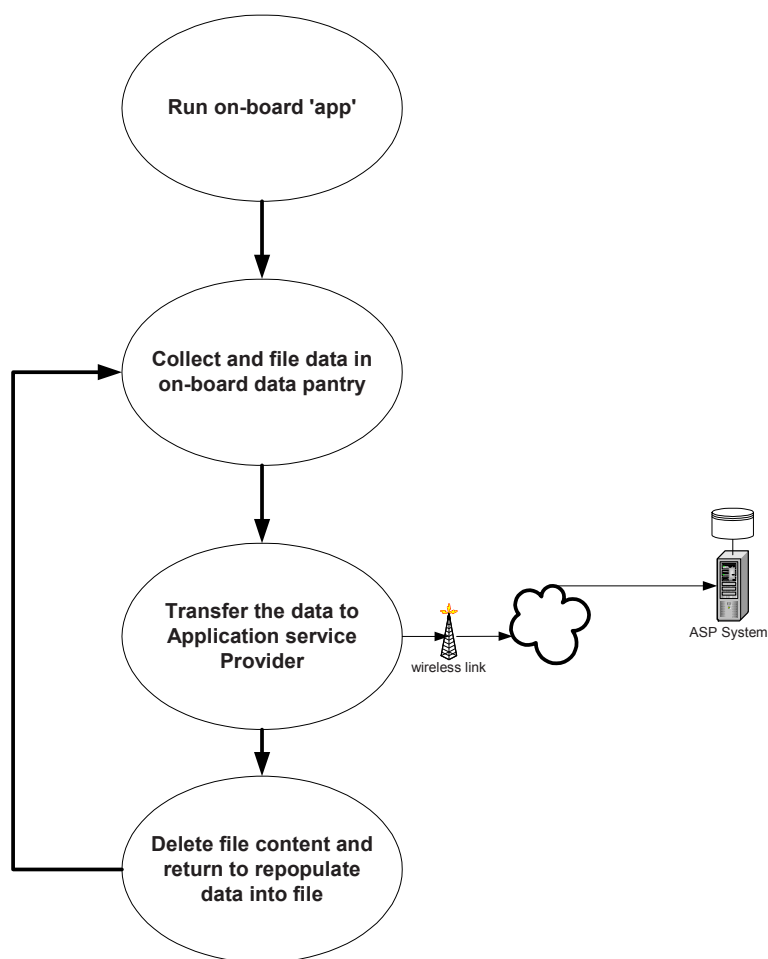 Run on-board 'app'
Collect and file data in
on-board data pantry
Transfer the data to
Application service
Provider
wireless link
ASP System
Delete file content and
return to repopulate
data into file